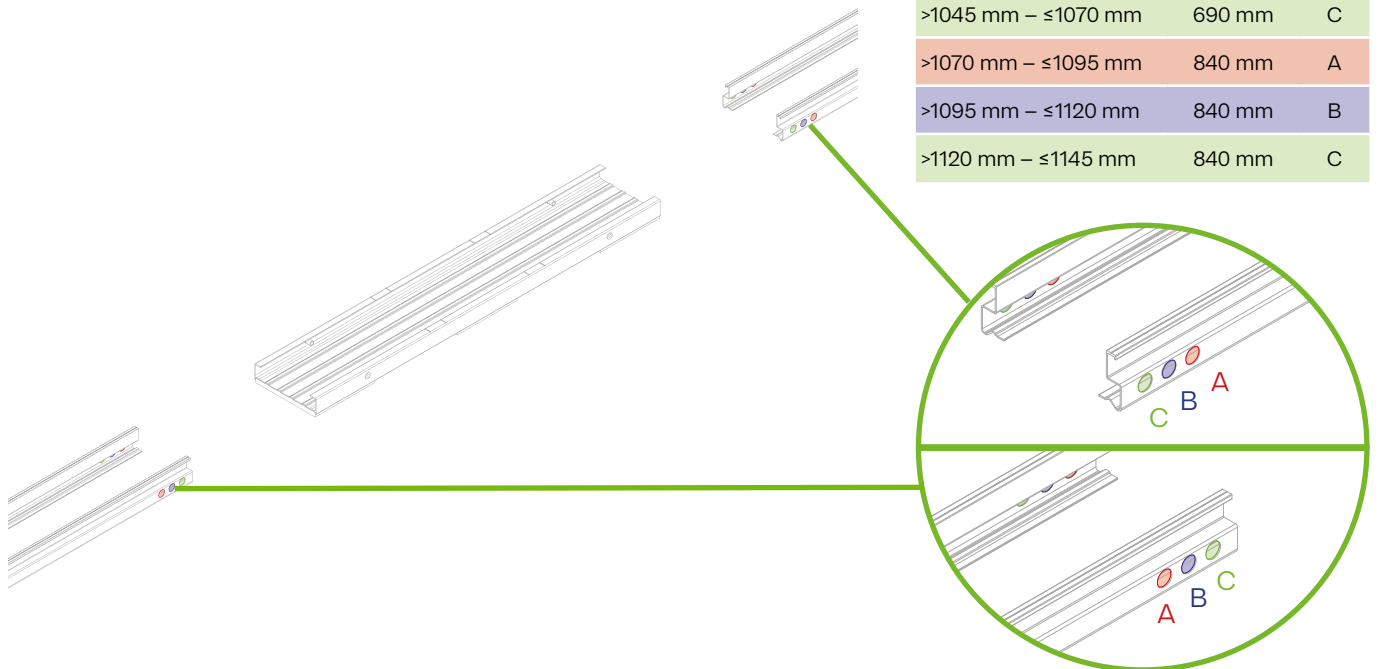 >1045 mm – ≤1070 mm 690 mm C
>1070 mm – ≤1095 mm 840 mm A
>1095 mm – ≤1120 mm 840 mm B
>1120 mm – ≤1145 mm 840 mm C
A
B
C
C
B
A